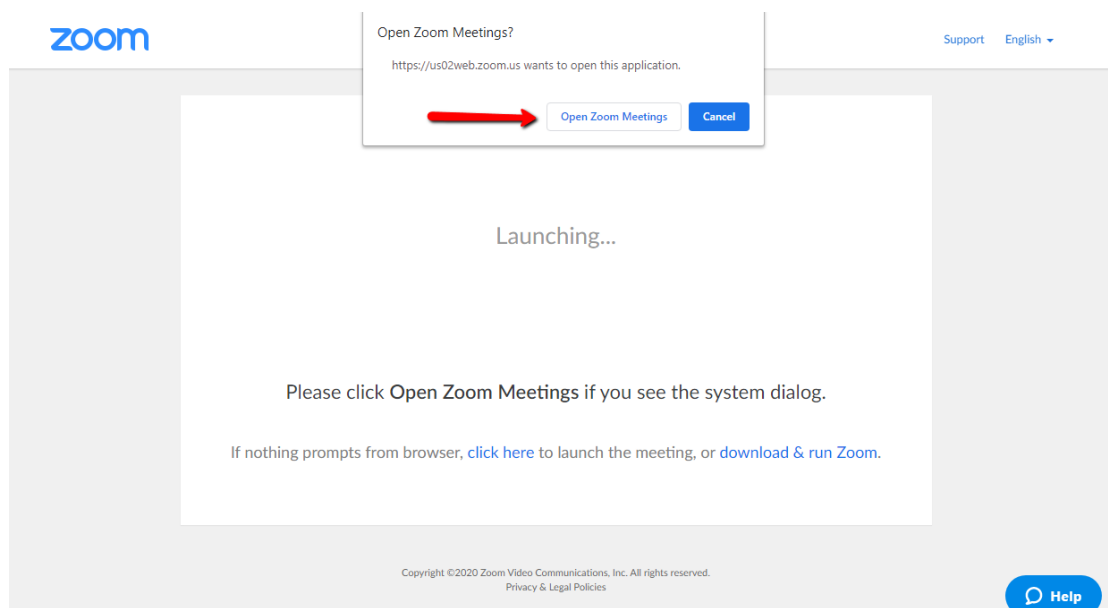 zoom
Support English
Open Zoom Meetings?
https://us02web.zoom.us wants to open this application.
Open Zoom Meetings Cancel
Launching...
Please click Open Zoom Meetings if you see the system dialog.
If nothing prompts from browser, click here to launch the meeting, or download & run Zoom.
Copyright ©2020 Zoom Video Communications, Inc. All rights reserved.
Privacy & Legal Policies
Help